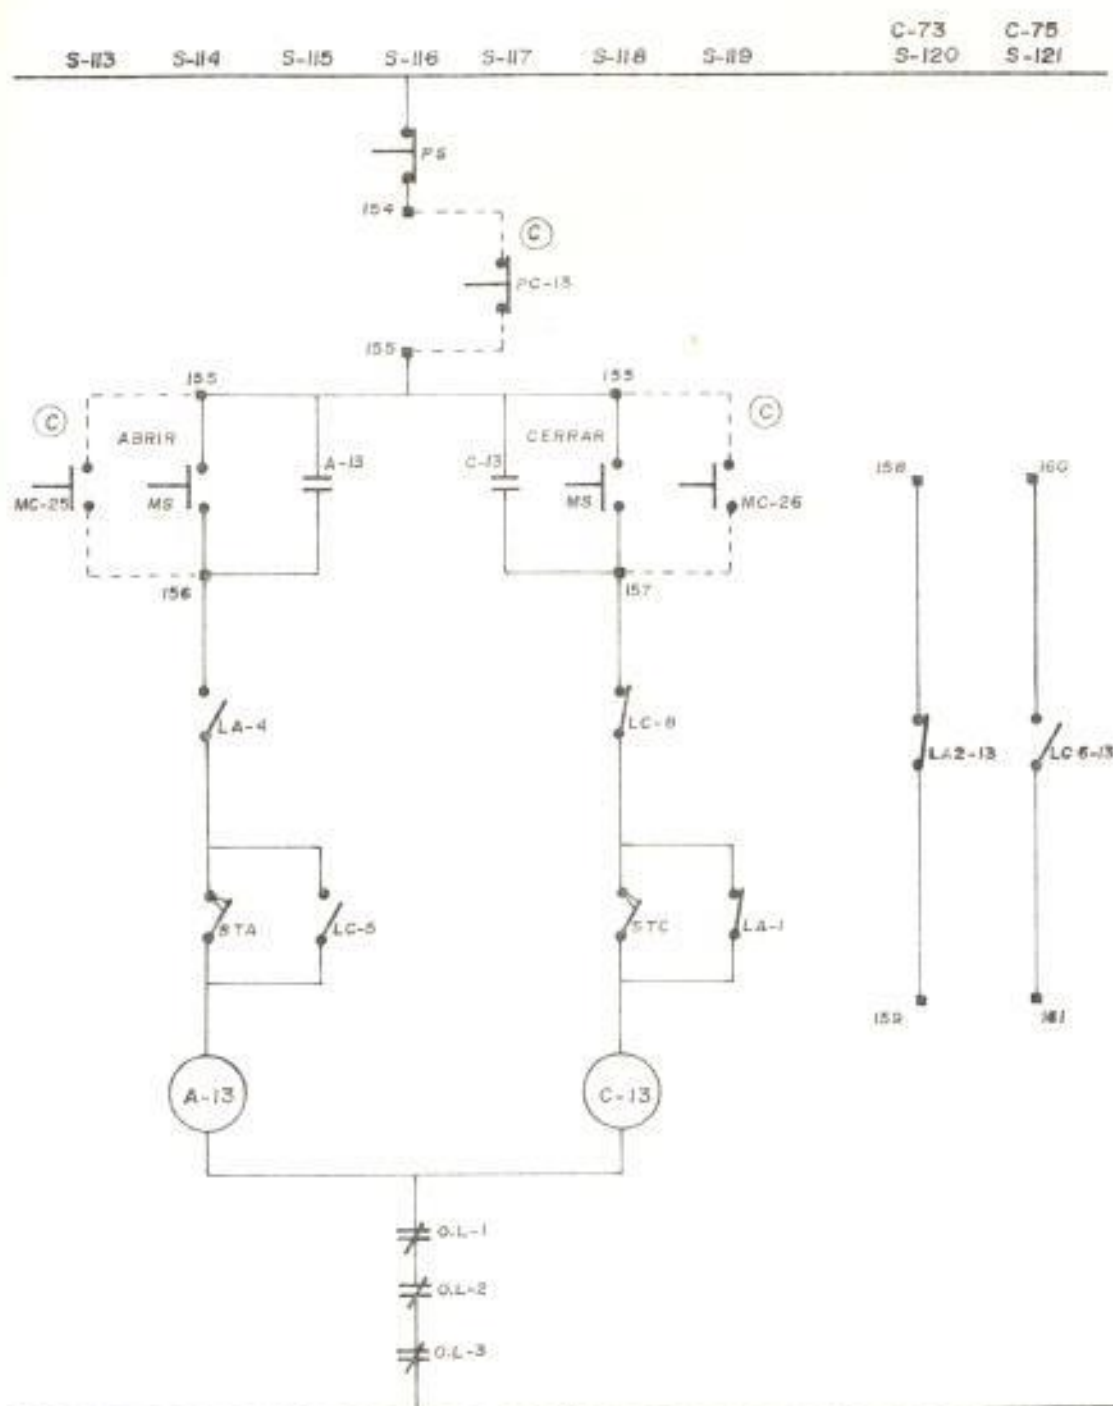 C-73 C-75
S-113 S-114 S-115 S-116 S-117 S-118 S-119 S-120 S-121
PS
154
C
PC-13
155
155
155
C
C
ABRIR
CERRAR
A-13
C-13
158
160
MC-25
MS
MS
MC-26
156
157
LA-4
LC-8
LA2-13
LC6-13
STA
LC-5
STC
LA-1
159
161
A-13
C-13
O.L-1
O.L-2
O.L-3